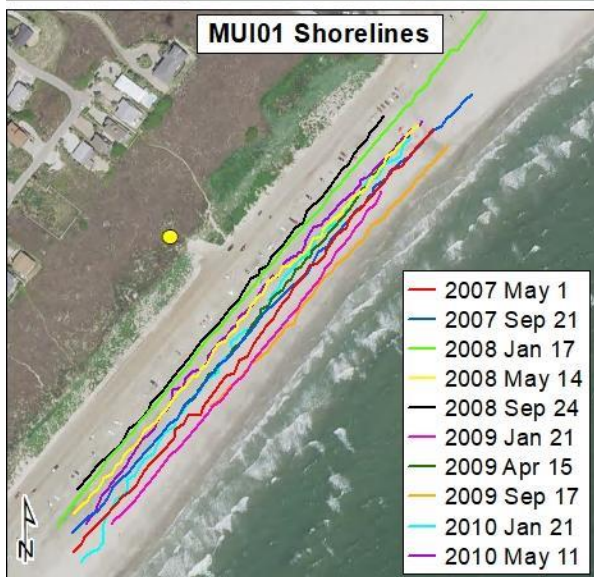 MUI01 Shorelines
2007 May 1
2007 Sep 21
2008 Jan 17
2008 May 14
2008 Sep 24
2009 Jan 21
2009 Apr 15
2009 Sep 17
2010 Jan 21
2010 May 11
N